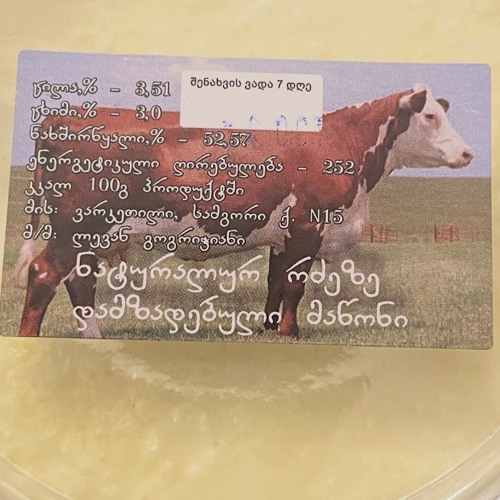 ცილა,% - 3,51
ცხიმი,% - 3,0
ნახშირწყალი,% - 52,57
ენერგეტიკული ღირებულება - 252
კკალ 100გ პროდუქტში
მის: ვარკეთილი, სამგორი ქ. N15
მ/მ: ლევან გოგრიჭიანი
ნატურალურ რძეზე
დამზადებული მაწონი
შენახვის ვადა 7 დღე